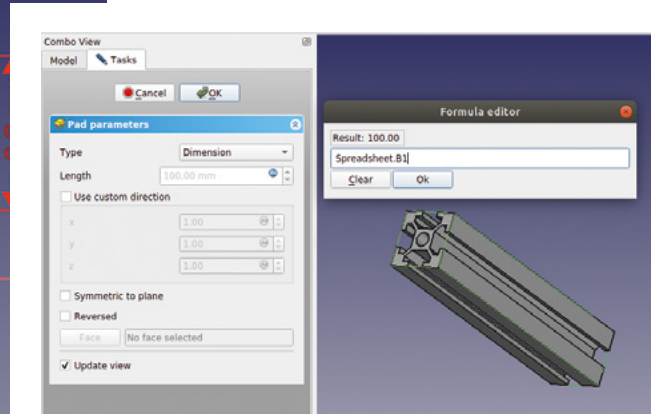 Combo View
Model Tasks
Cancel OK
Pad parameters
Type Dimension
Length 100.00 mm
Use custom direction
x 1.00
y 1.00
z 1.00
Symmetric to plane
Reversed
Face No face selected
Update view
Formula editor
Result: 100.00
Spreadsheet.B1
Clear Ok